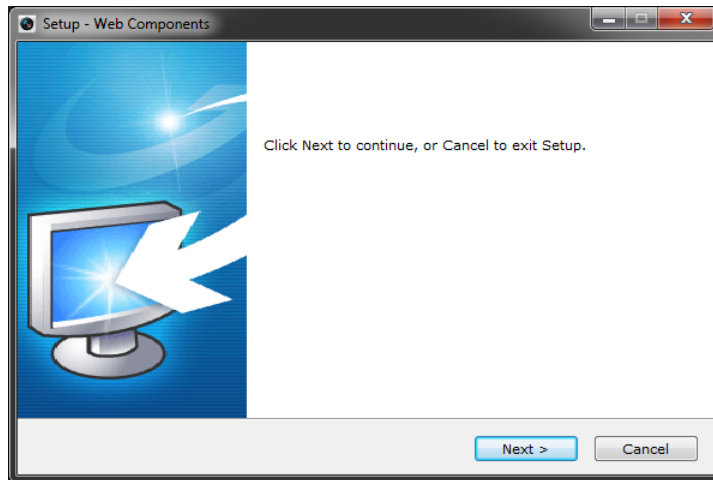 Setup - Web Components
Click Next to continue, or Cancel to exit Setup.
Next >
Cancel